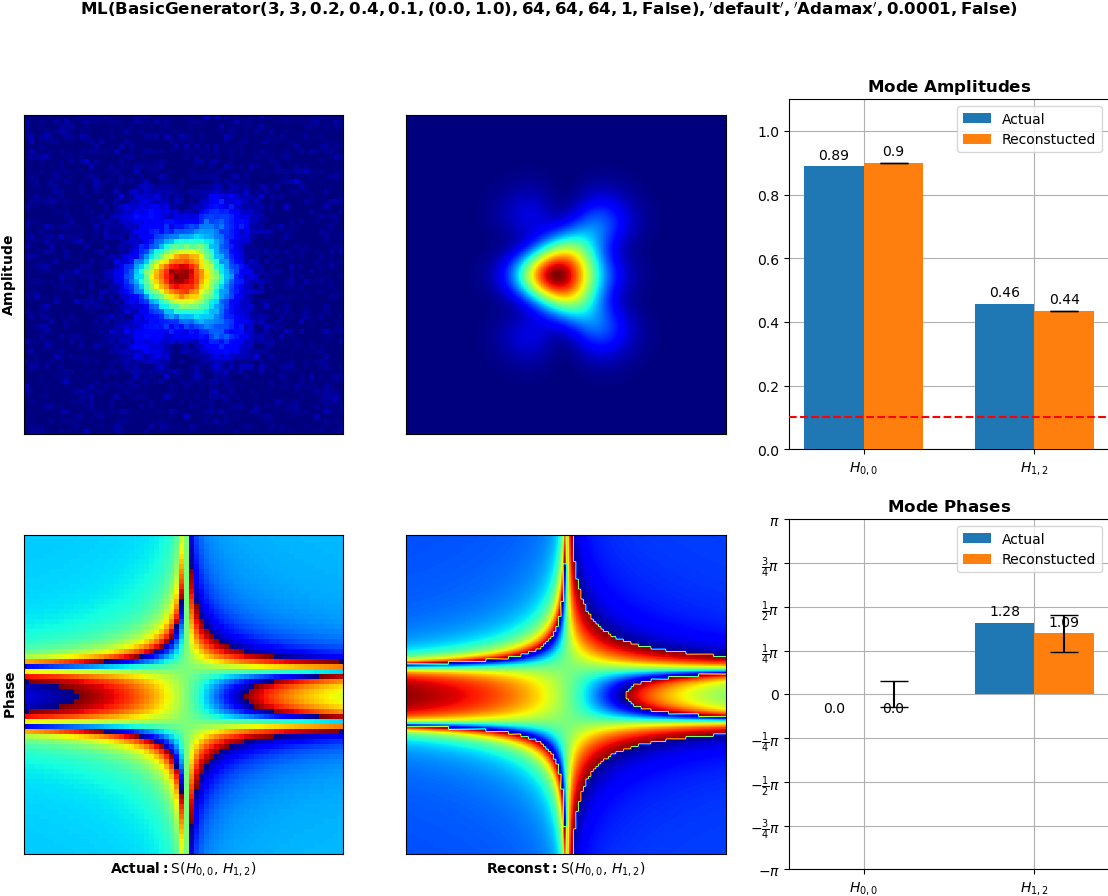 ML(BasicGenerator(3, 3, 0.2, 0.4, 0.1, (0.0, 1.0), 64, 64, 64, 1, False), 'default', 'Adamax', 0.0001, False)
Mode Amplitudes
Actual
Reconstucted
1.0
0.8
0.6
0.4
0.2
0.0
0.89
0.9
0.46
0.44
H0,0
H1,2
Amplitude
Mode Phases
Actual
Reconstucted
π
3/4π
1/2π
1/4π
0
−1/4π
−1/2π
−3/4π
−π
0.0
0.0
1.28
1.09
H0,0
H1,2
Phase
Actual: S(H0,0, H1,2)
Reconst: S(H0,0, H1,2)